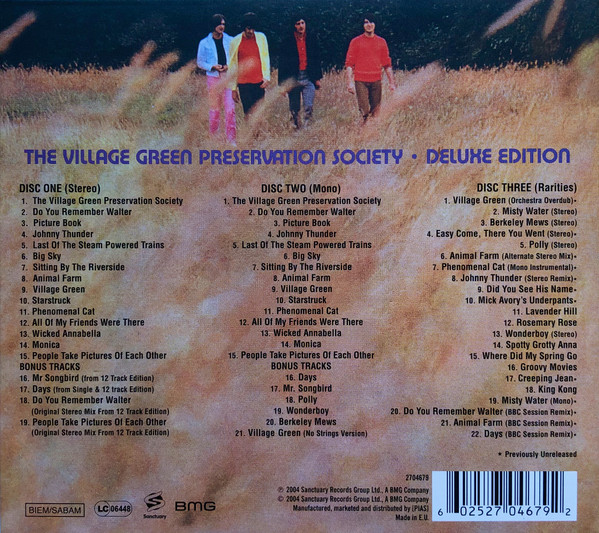 THE VILLAGE GREEN PRESERVATION SOCIETY • DELUXE EDITION
DISC ONE (Stereo)
1. The Village Green Preservation Society
2. Do You Remember Walter
3. Picture Book
4. Johnny Thunder
5. Last Of The Steam Powered Trains
6. Big Sky
7. Sitting By The Riverside
8. Animal Farm
9. Village Green
10. Starstruck
11. Phenomenal Cat
12. All Of My Friends Were There
13. Wicked Annabella
14. Monica
15. People Take Pictures Of Each Other
BONUS TRACKS
16. Mr Songbird (from 12 Track Edition)
17. Days (from Single & 12 track Edition)
18. Do You Remember Walter
(Original Stereo Mix From 12 Track Edition)
19. People Take Pictures Of Each Other
(Original Stereo Mix From 12 Track Edition)
DISC TWO (Mono)
1. The Village Green Preservation Society
2. Do You Remember Walter
3. Picture Book
4. Johnny Thunder
5. Last Of The Steam Powered Trains
6. Big Sky
7. Sitting By The Riverside
8. Animal Farm
9. Village Green
10. Starstruck
11. Phenomenal Cat
12. All Of My Friends Were There
13. Wicked Annabella
14. Monica
15. People Take Pictures Of Each Other
BONUS TRACKS
16. Days
17. Mr. Songbird
18. Polly
19. Wonderboy
20. Berkeley Mews
21. Village Green (No Strings Version)
DISC THREE (Rarities)
1. Village Green (Orchestra Overdub)•
2. Misty Water (Stereo)
3. Berkeley Mews (Stereo)
4. Easy Come, There You Went (Stereo)•
5. Polly (Stereo)
6. Animal Farm (Alternate Stereo Mix)•
7. Phenomenal Cat (Mono Instrumental)•
8. Johnny Thunder (Stereo Remix)•
9. Did You See His Name•
10. Mick Avory's Underpants•
11. Lavender Hill
12. Rosemary Rose
13. Wonderboy (Stereo)
14. Spotty Grotty Anna
15. Where Did My Spring Go
16. Groovy Movies
17. Creeping Jean•
18. King Kong
19. Misty Water (Mono)
20. Do You Remember Walter (BBC Session Remix)•
21. Animal Farm (BBC Session Remix)•
22. Days (BBC Session Remix)•
• Previously Unreleased
BIEM/SABAM
LC 06448
Sanctuary
BMG
2704679
℗ 2004 Sanctuary Records Group Ltd., A BMG Company
© 2004 Sanctuary Records Group Ltd., A BMG Company
Manufactured, marketed and distributed by [PIAS]
Made in E.U.
6 02527 04679 2